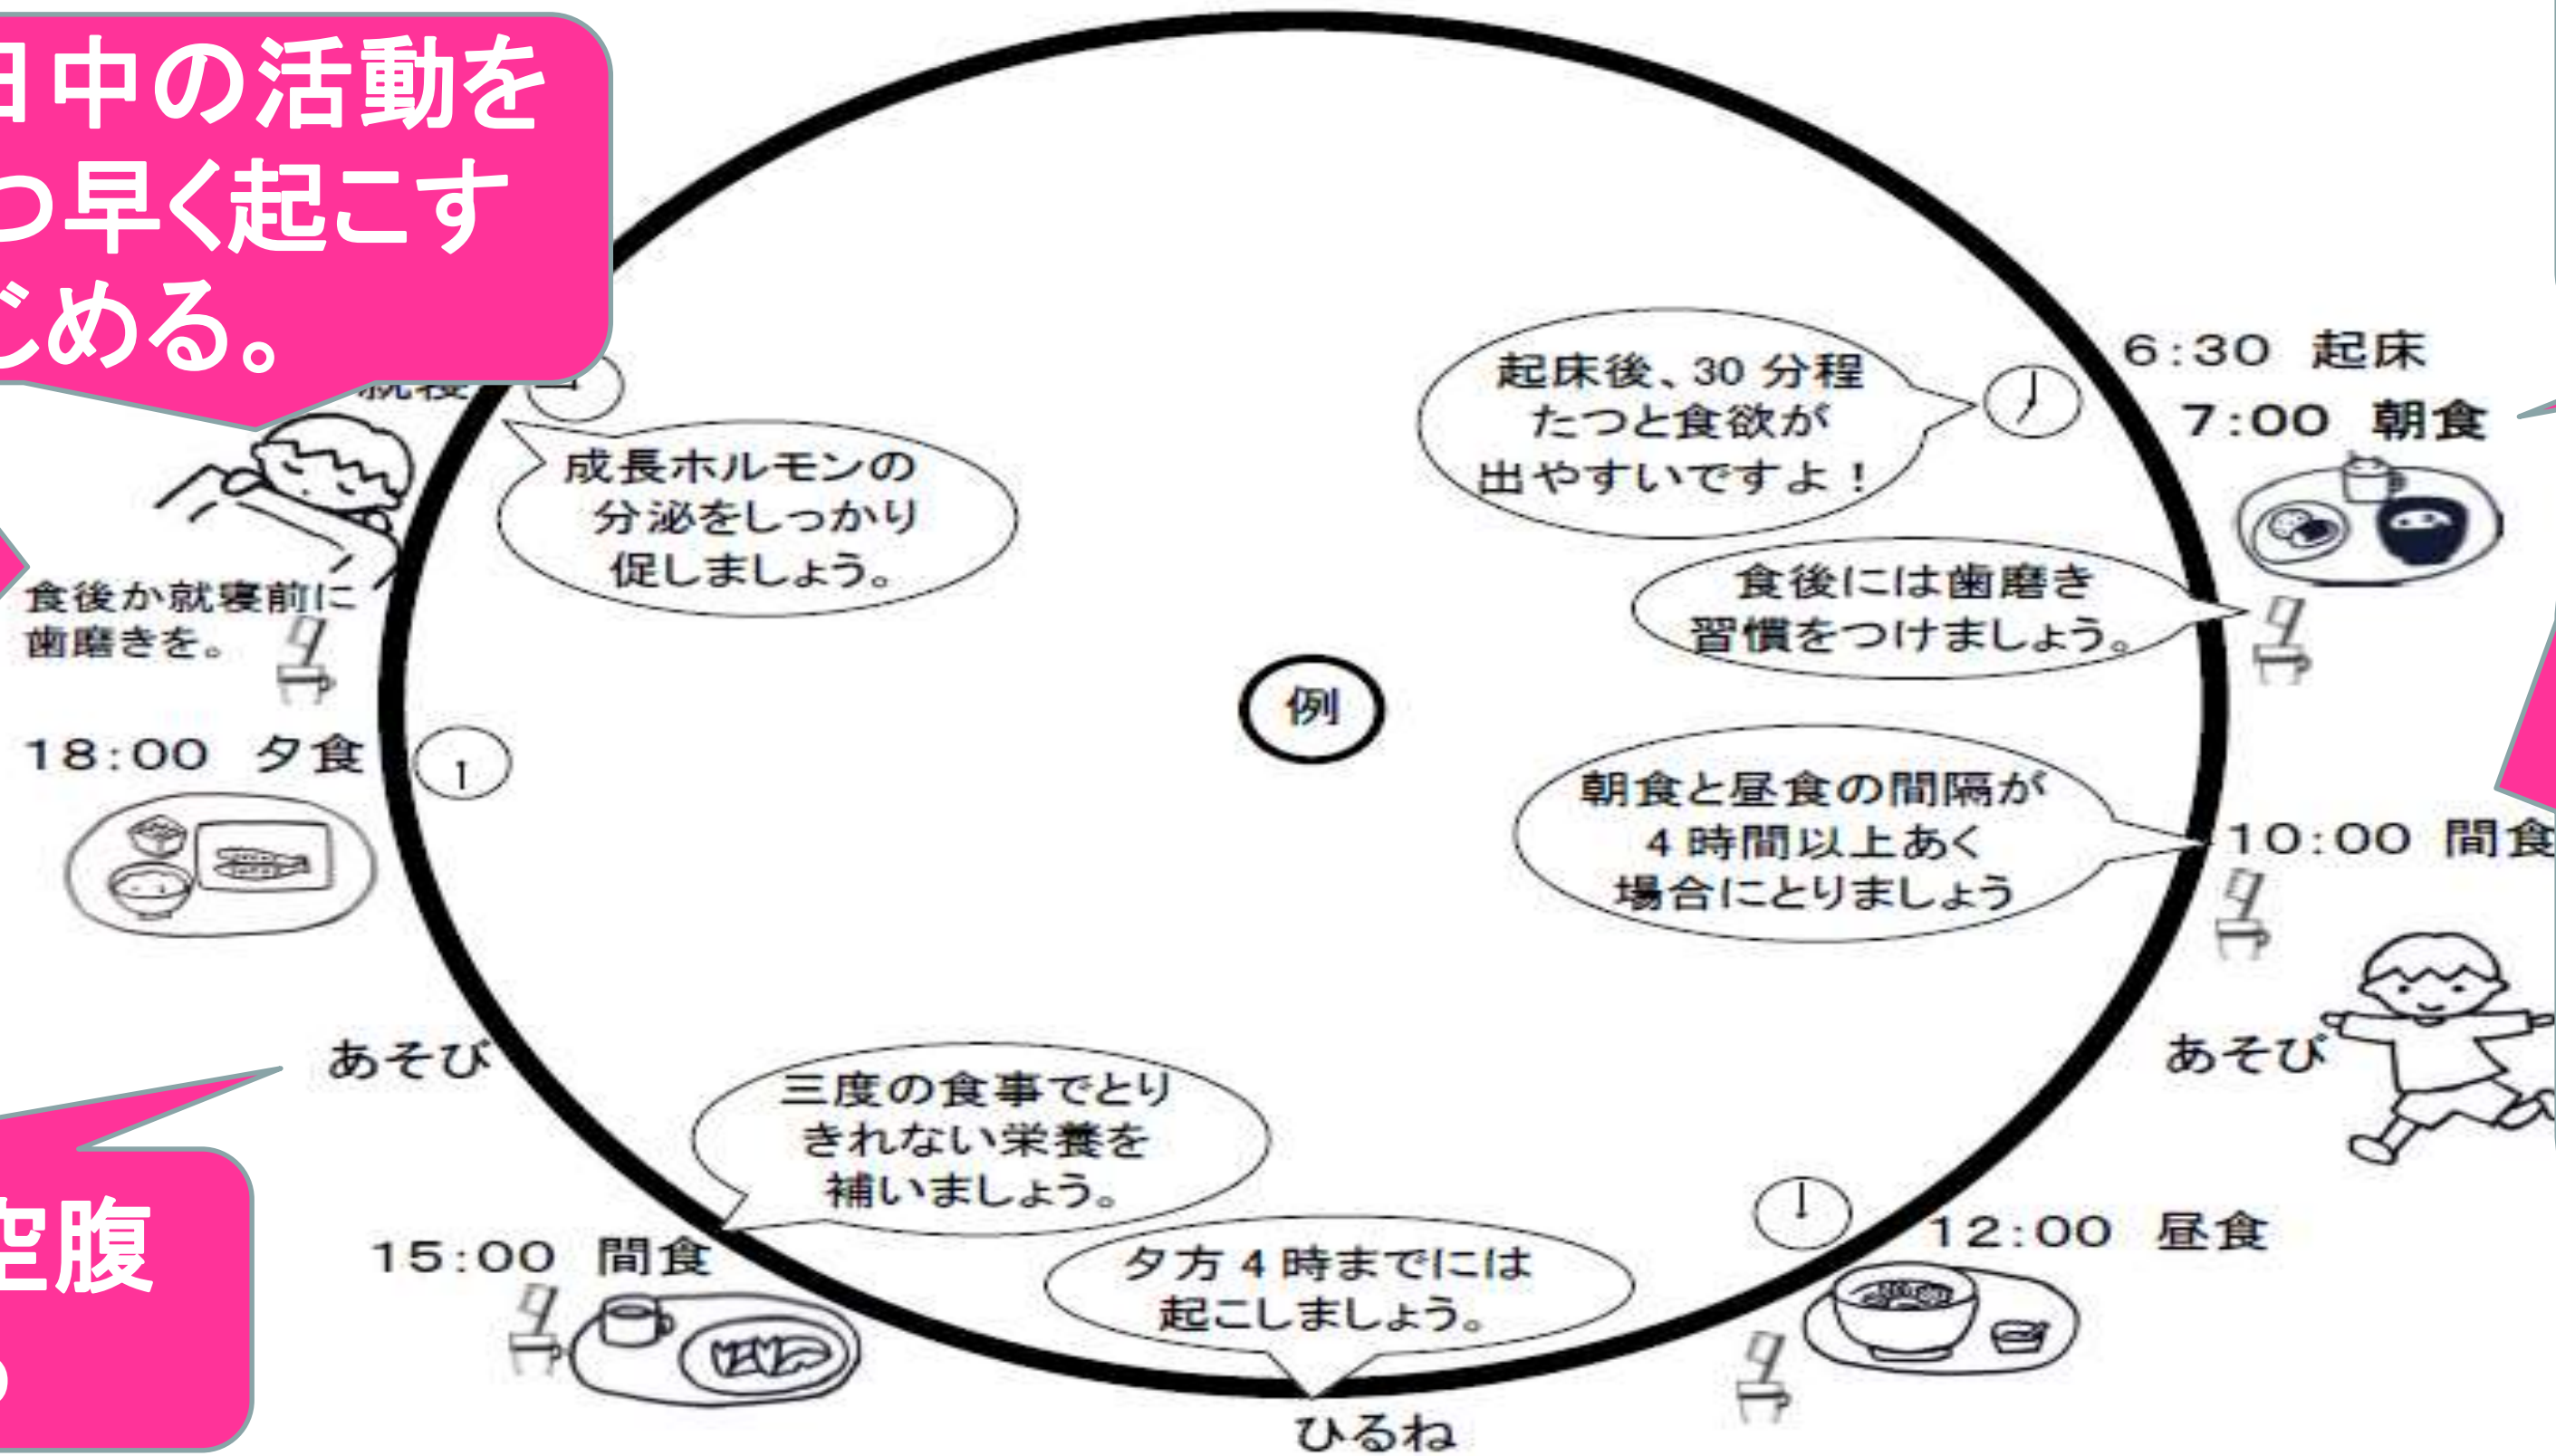 日中の活動を
つ早く起こす
じめる。
就寝
成長ホルモンの
分泌をしっかり
促しましょう。
食後か就寝前に
歯磨きを。
18:00 夕食
あそび
空腹
15:00 間食
三度の食事でとり
きれない栄養を
補いましょう。
夕方4時までには
起こしましょう。
ひるね
例
起床後、30分程
たつと食欲が
出やすいですよ！
6:30 起床
7:00 朝食
食後には歯磨き
習慣をつけましょう。
朝食と昼食の間隔が
4時間以上あく
場合にとりましょう
10:00 間食
あそび
12:00 昼食